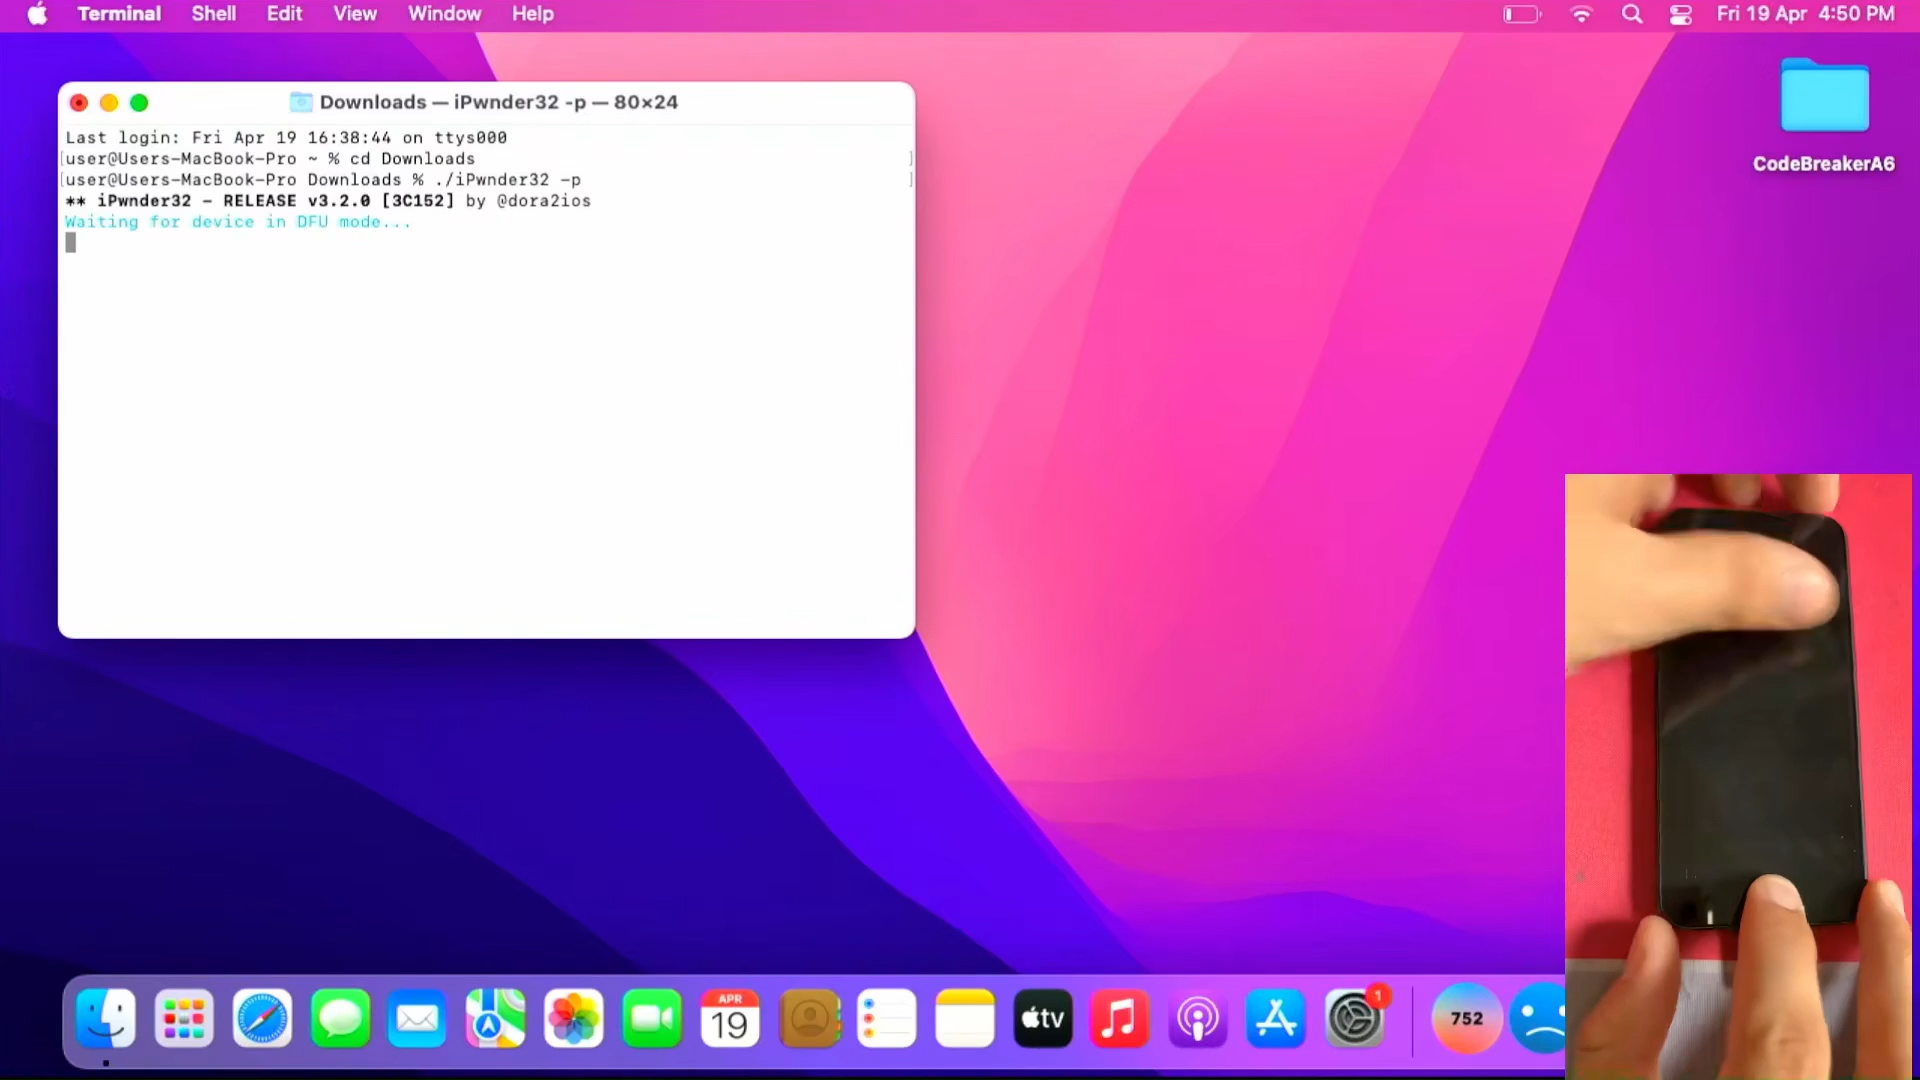 Terminal Shell Edit View Window Help Fri 19 Apr 4:50 PM
Downloads — iPwnder32 -p — 80×24
Last login: Fri Apr 19 16:38:44 on ttys000
[user@Users-MacBook-Pro ~ % cd Downloads ]
[user@Users-MacBook-Pro Downloads % ./iPwnder32 -p ]
** iPwnder32 - RELEASE v3.2.0 [3C152] by @dora2ios
Waiting for device in DFU mode...
CodeBreakerA6
APR
19
tv
1
752